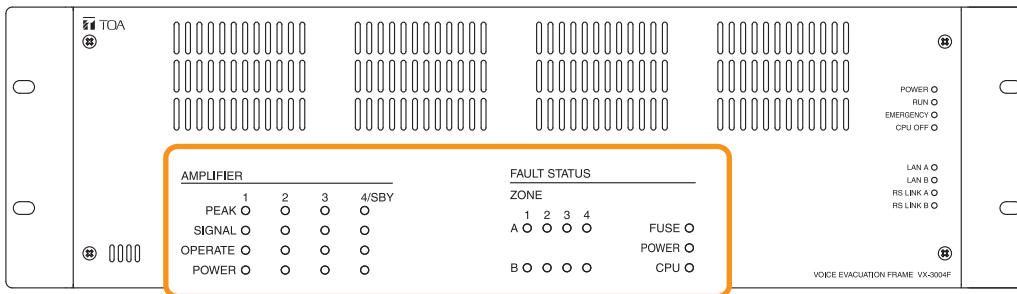 TOA
POWER
RUN
EMERGENCY
CPU OFF
LAN A
LAN B
RS LINK A
RS LINK B
AMPLIFIER
1 2 3 4/SBY
PEAK
SIGNAL
OPERATE
POWER
FAULT STATUS
ZONE
1 2 3 4
A FUSE
POWER
B CPU
VOICE EVACUATION FRAME VX-3004F